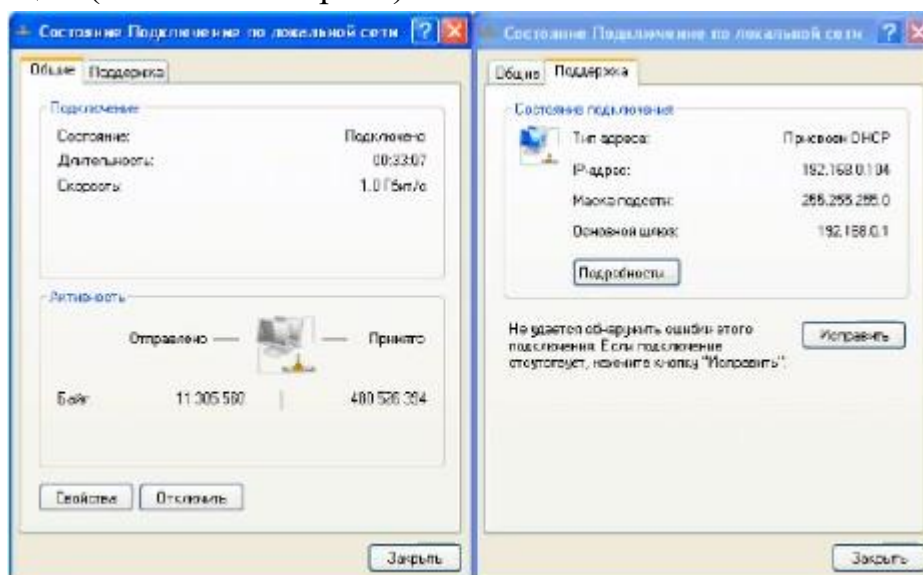 Состояние Подключение по локальной сети
Общие Поддержка
Подключение
Состояние: Подключено
Длительность: 00:33:07
Скорость: 1.0 Гбит/с
Активность
Отправлено — — Принято
Байт 11 305 560 480 526 394
Свойства Отключить
Закрыть
Состояние Подключение по локальной сети
Общие Поддержка
Состояние подключения
Тип адреса: Присвоен DHCP
IP-адрес: 192.168.0.104
Маска подсети: 255.255.255.0
Основной шлюз: 192.168.0.1
Подробности...
Не удается обнаружить ошибки этого
подключения. Если подключение
отсутствует, нажмите кнопку "Исправить".
Исправить
Закрыть